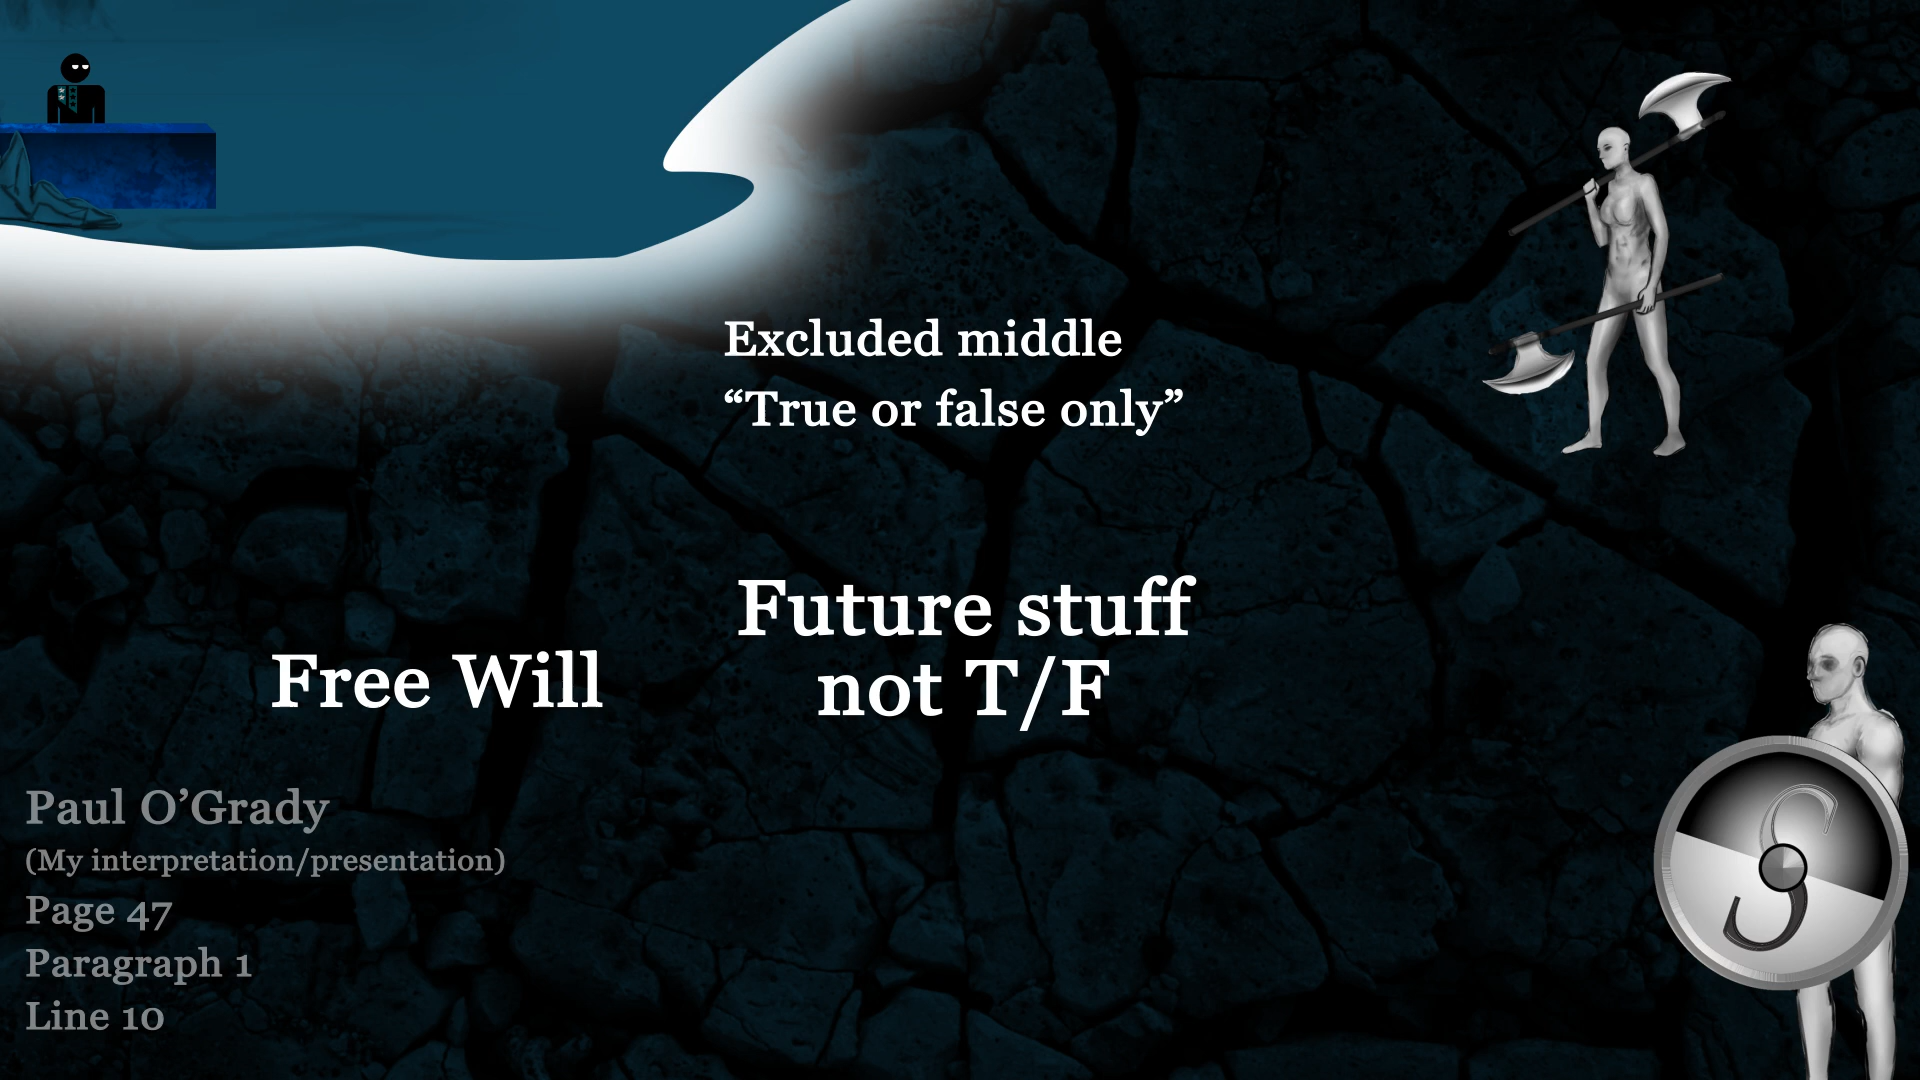 Excluded middle
“True or false only”
Future stuff
not T/F
Free Will
Paul O’Grady
(My interpretation/presentation)
Page 47
Paragraph 1
Line 10
S